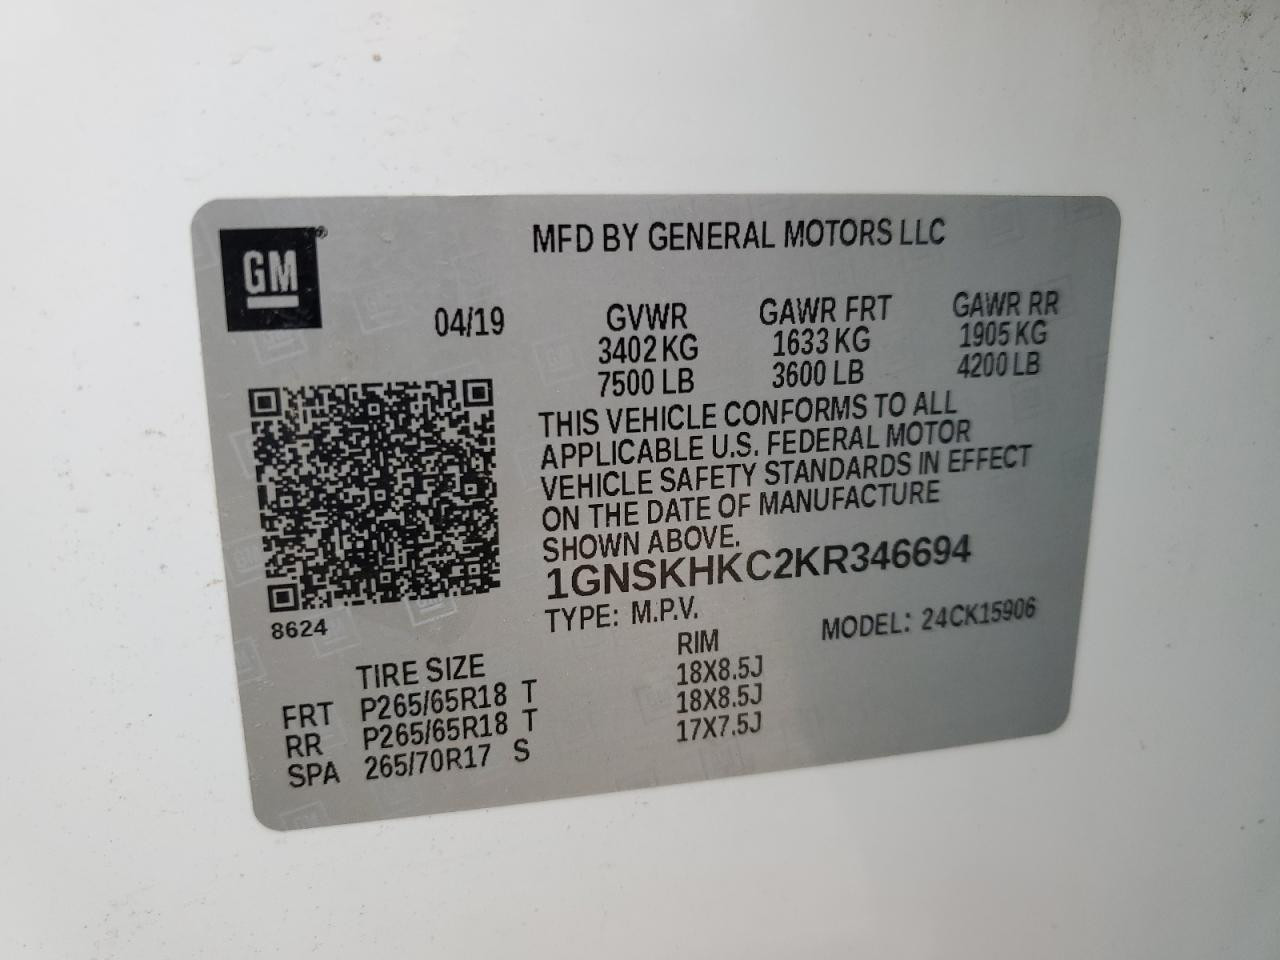 GM®
MFD BY GENERAL MOTORS LLC
04/19
GVWR GAWR FRT GAWR RR
3402 KG 1633 KG 1905 KG
7500 LB 3600 LB 4200 LB
THIS VEHICLE CONFORMS TO ALL
APPLICABLE U.S. FEDERAL MOTOR
VEHICLE SAFETY STANDARDS IN EFFECT
ON THE DATE OF MANUFACTURE
SHOWN ABOVE.
1GNSKHKC2KR346694
8624
TYPE: M.P.V. MODEL: 24CK15906
TIRE SIZE RIM
FRT P265/65R18 T 18X8.5J
RR P265/65R18 T 18X8.5J
SPA 265/70R17 S 17X7.5J